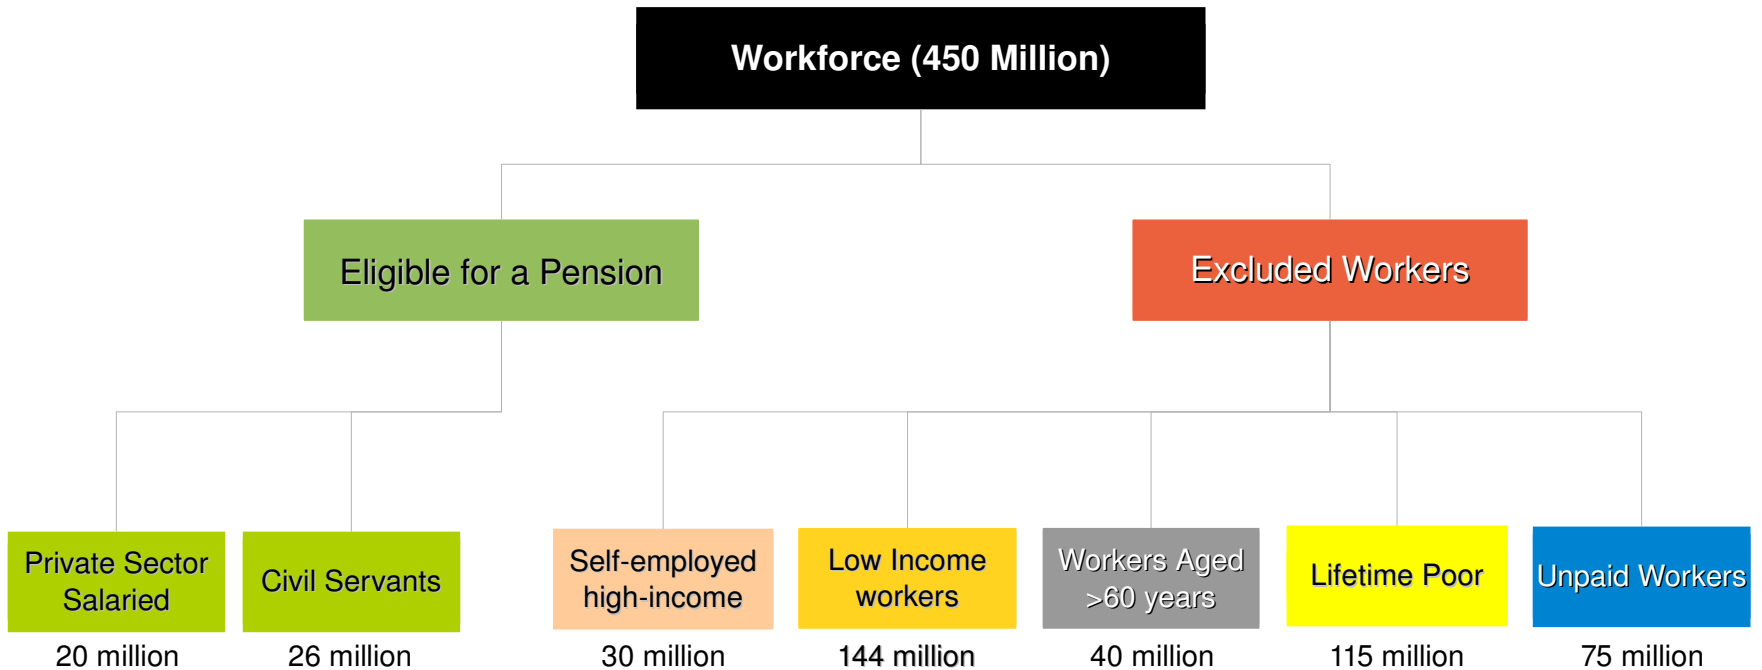 Workforce (450 Million)
Eligible for a Pension
Excluded Workers
Private Sector
Salaried
20 million
Civil Servants
26 million
Self-employed
high-income
30 million
Low Income
workers
144 million
Workers Aged
>60 years
40 million
Lifetime Poor
115 million
Unpaid Workers
75 million